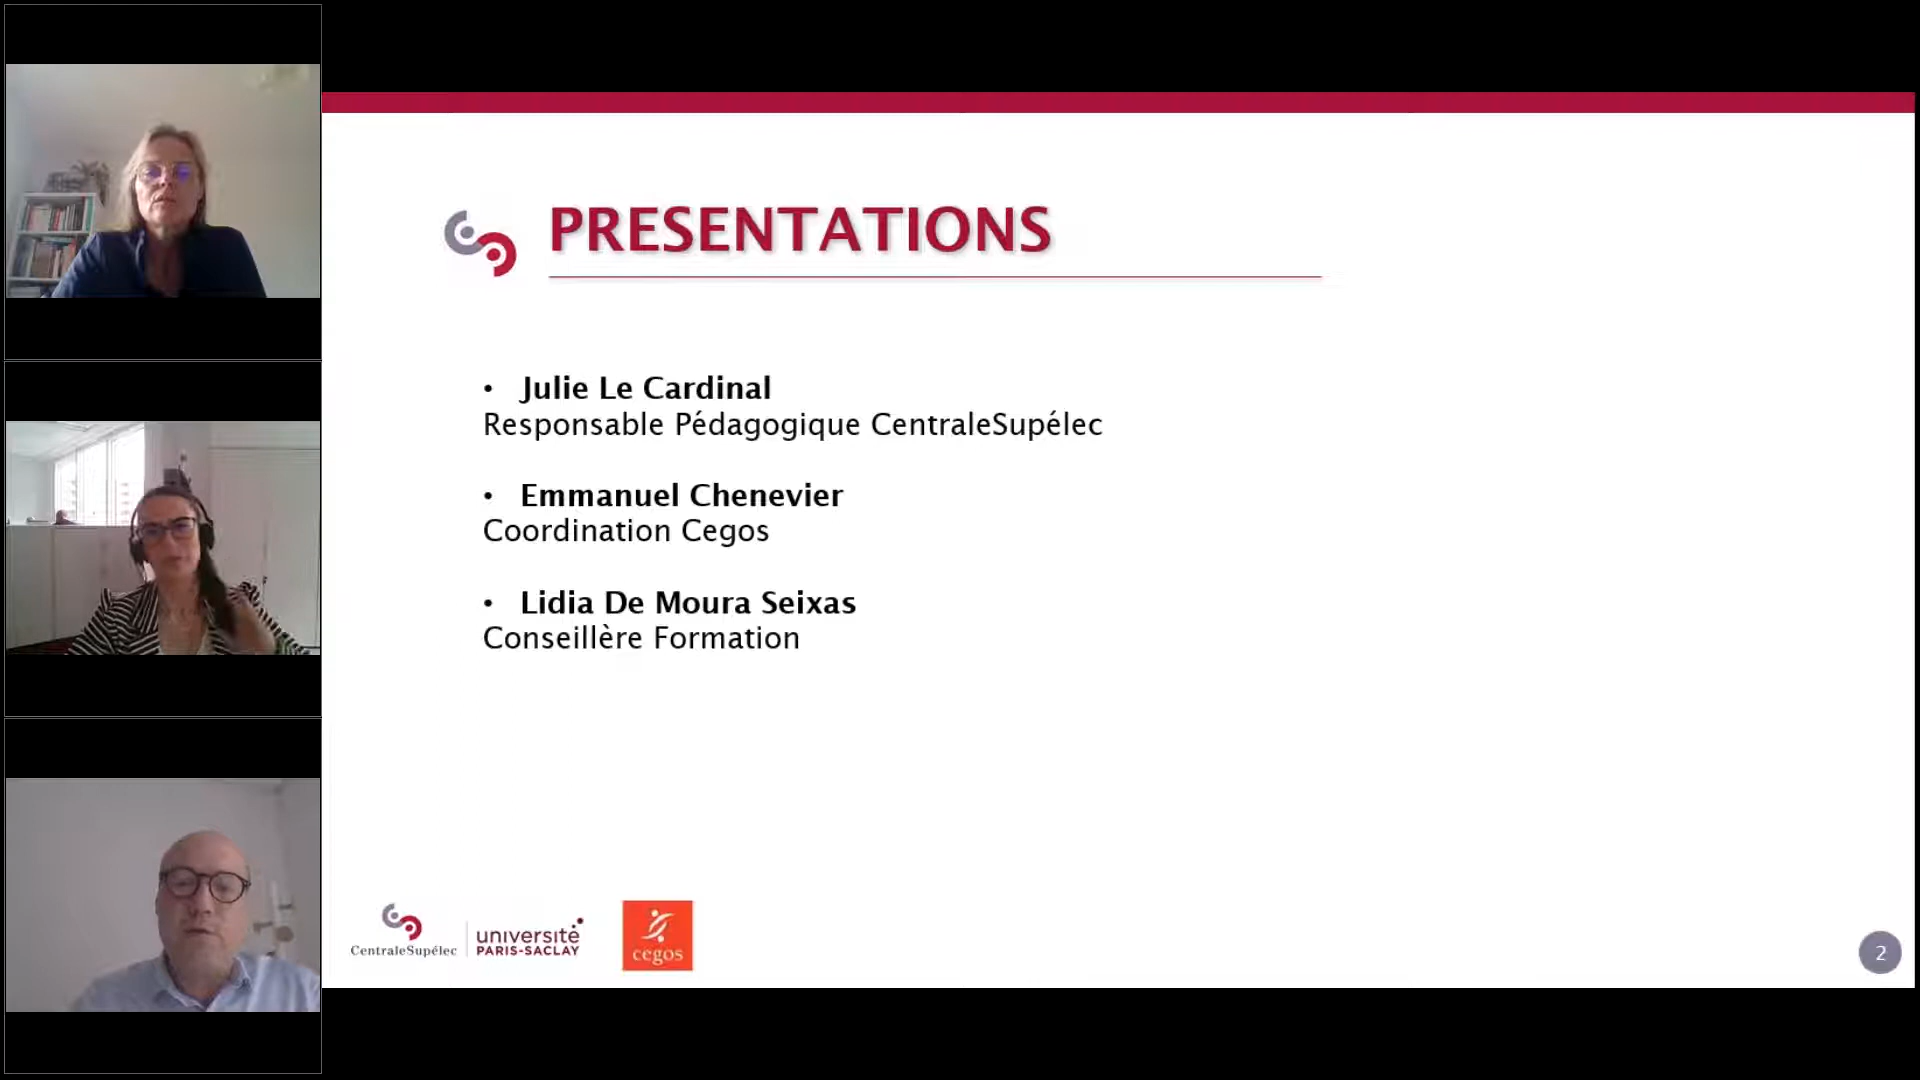 PRESENTATIONS
• Julie Le Cardinal
Responsable Pédagogique CentraleSupélec
• Emmanuel Chenevier
Coordination Cegos
• Lidia De Moura Seixas
Conseillère Formation
CentraleSupélec
université
PARIS-SACLAY
cegos
2